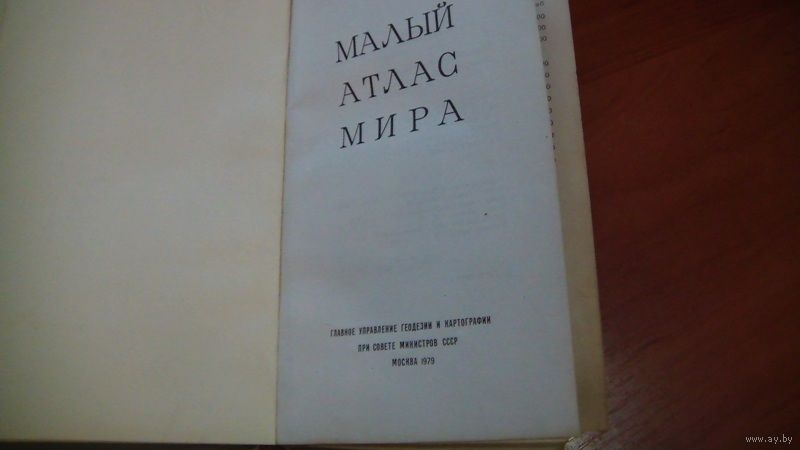 МАЛЫЙ
АТЛАС
МИРА
ГЛАВНОЕ УПРАВЛЕНИЕ ГЕОДЕЗИИ И КАРТОГРАФИИ
ПРИ СОВЕТЕ МИНИСТРОВ СССР
МОСКВА 1979
www.ay.by